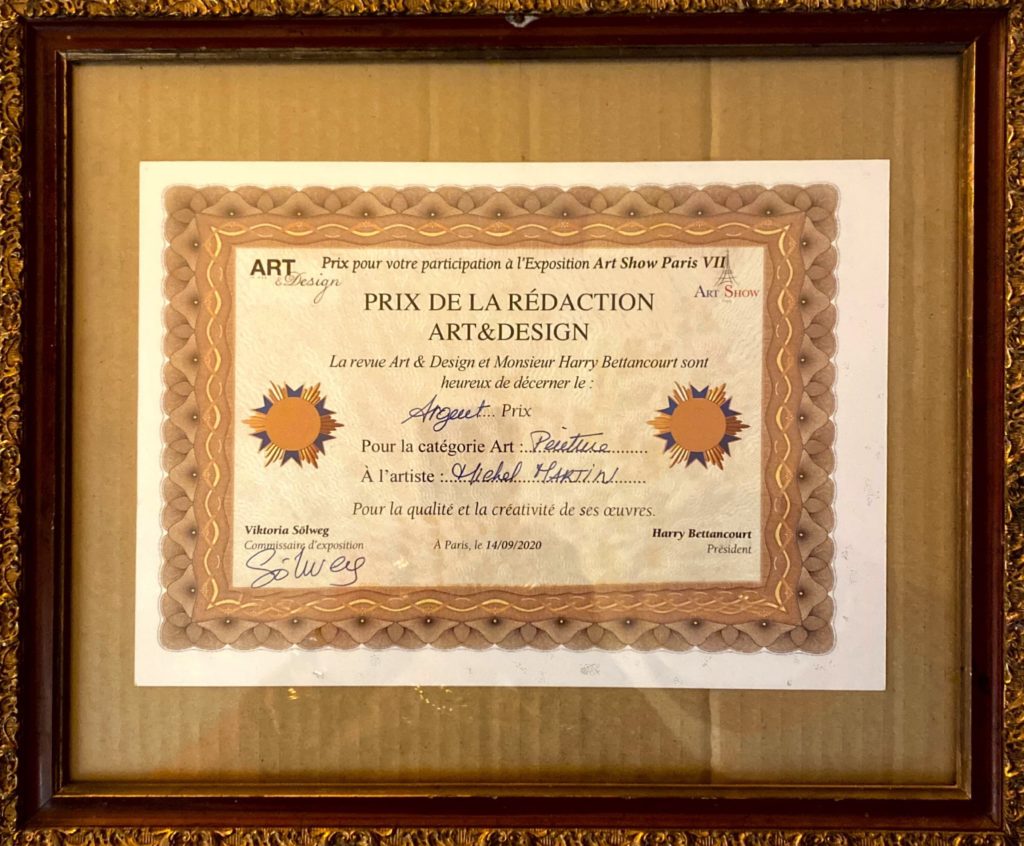 ART
&Design
Prix pour votre participation à l'Exposition Art Show Paris VII
ART SHOW
PRIX DE LA RÉDACTION
ART&DESIGN
La revue Art & Design et Monsieur Harry Bettancourt sont
heureux de décerner le :
Argent... Prix
Pour la catégorie Art :..Peinture..........
À l'artiste :..Michel MARTIN.......
Pour la qualité et la créativité de ses œuvres.
Viktoria Sölweg
Commissaire d'exposition
À Paris, le 14/09/2020
Harry Bettancourt
Président
Sölweg